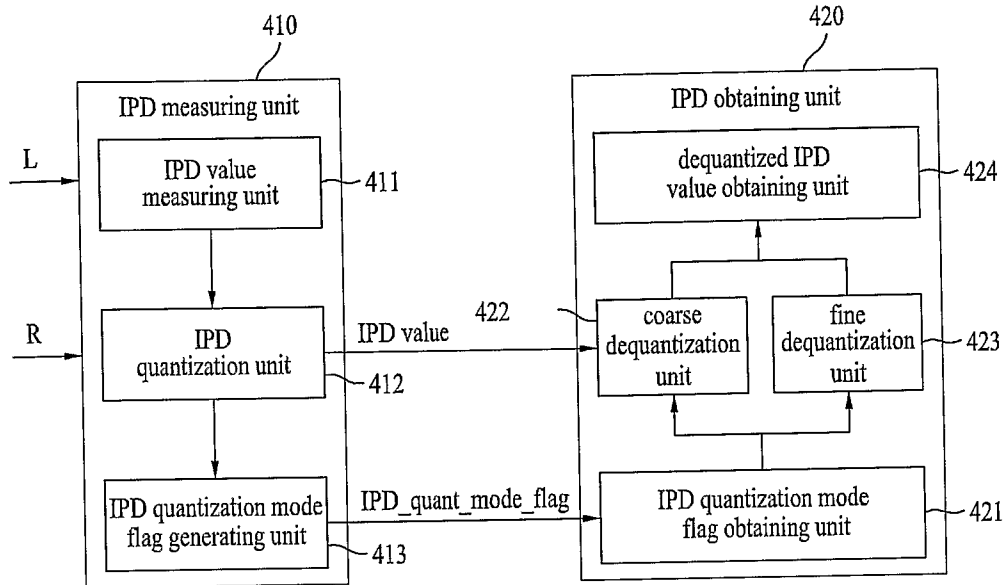 410
IPD measuring unit
L
IPD value
measuring unit
411
R
IPD
quantization unit
412
IPD quantization mode
flag generating unit
413
IPD value
IPD_quant_mode_flag
420
IPD obtaining unit
dequantized IPD
value obtaining unit
424
422
coarse
dequantization
unit
fine
dequantization
unit
423
IPD quantization mode
flag obtaining unit
421